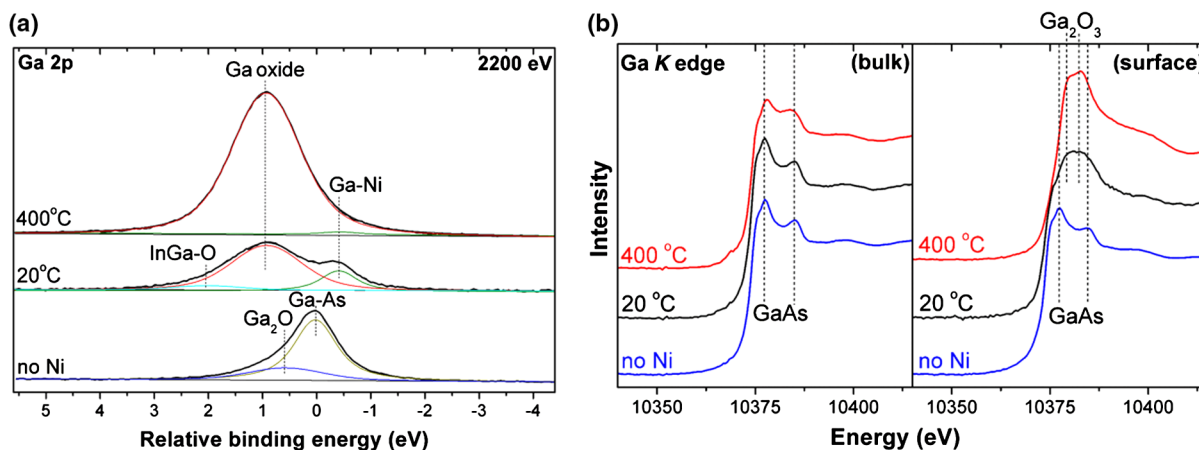 (a)
Ga 2p
2200 eV
Ga oxide
Ga-Ni
400°C
InGa-O
20°C
Ga-As
Ga₂O
no Ni
5 4 3 2 1 0 -1 -2 -3 -4
Relative binding energy (eV)
(b)
Ga₂O₃
Ga K edge
(bulk)
(surface)
Intensity
400 °C
400 °C
20 °C
20 °C
GaAs
GaAs
no Ni
no Ni
10350 10375 10400 10350 10375 10400
Energy (eV)